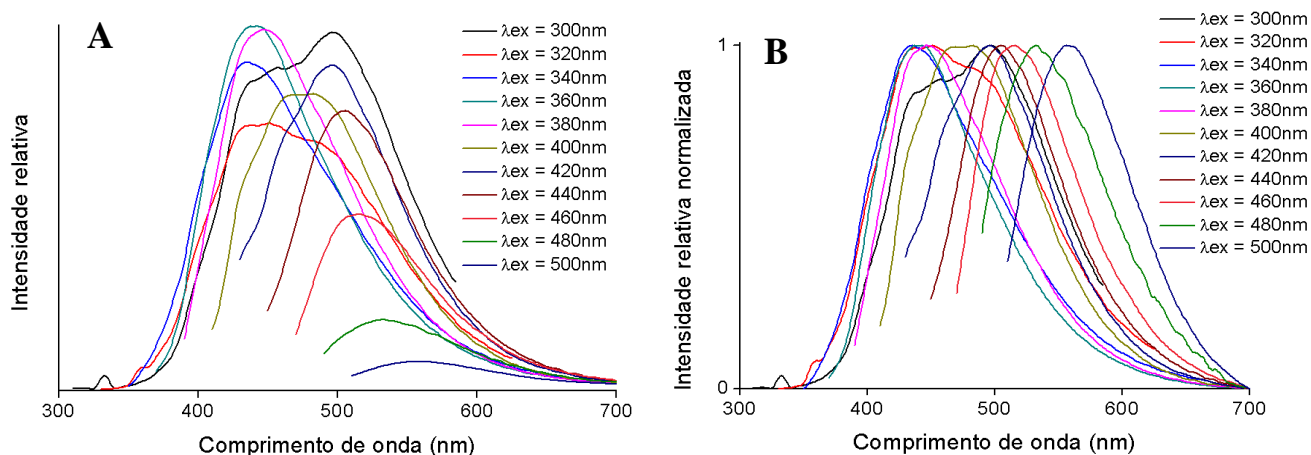 A
Intensidade relativa
λex = 300nm
λex = 320nm
λex = 340nm
λex = 360nm
λex = 380nm
λex = 400nm
λex = 420nm
λex = 440nm
λex = 460nm
λex = 480nm
λex = 500nm
300 400 500 600 700
Comprimento de onda (nm)
B
Intensidade relativa normalizada
1
0
λex = 300nm
λex = 320nm
λex = 340nm
λex = 360nm
λex = 380nm
λex = 400nm
λex = 420nm
λex = 440nm
λex = 460nm
λex = 480nm
λex = 500nm
300 400 500 600 700
Comprimento de onda (nm)